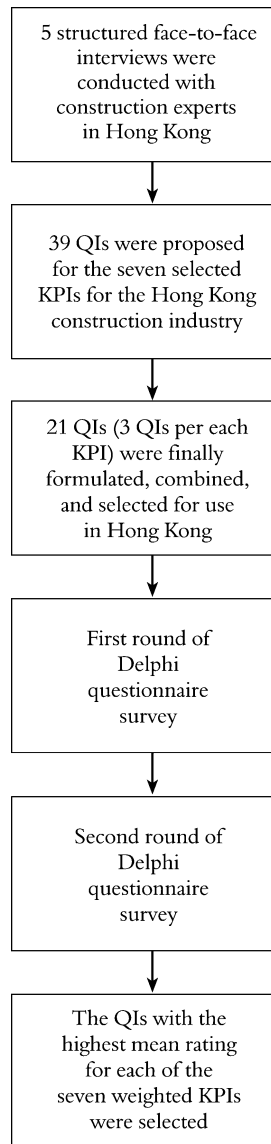 5 structured face-to-face
interviews were
conducted with
construction experts
in Hong Kong
39 QIs were proposed
for the seven selected
KPIs for the Hong Kong
construction industry
21 QIs (3 QIs per each
KPI) were finally
formulated, combined,
and selected for use
in Hong Kong
First round of
Delphi
questionnaire
survey
Second round of
Delphi
questionnaire
survey
The QIs with the
highest mean rating
for each of the
seven weighted KPIs
were selected